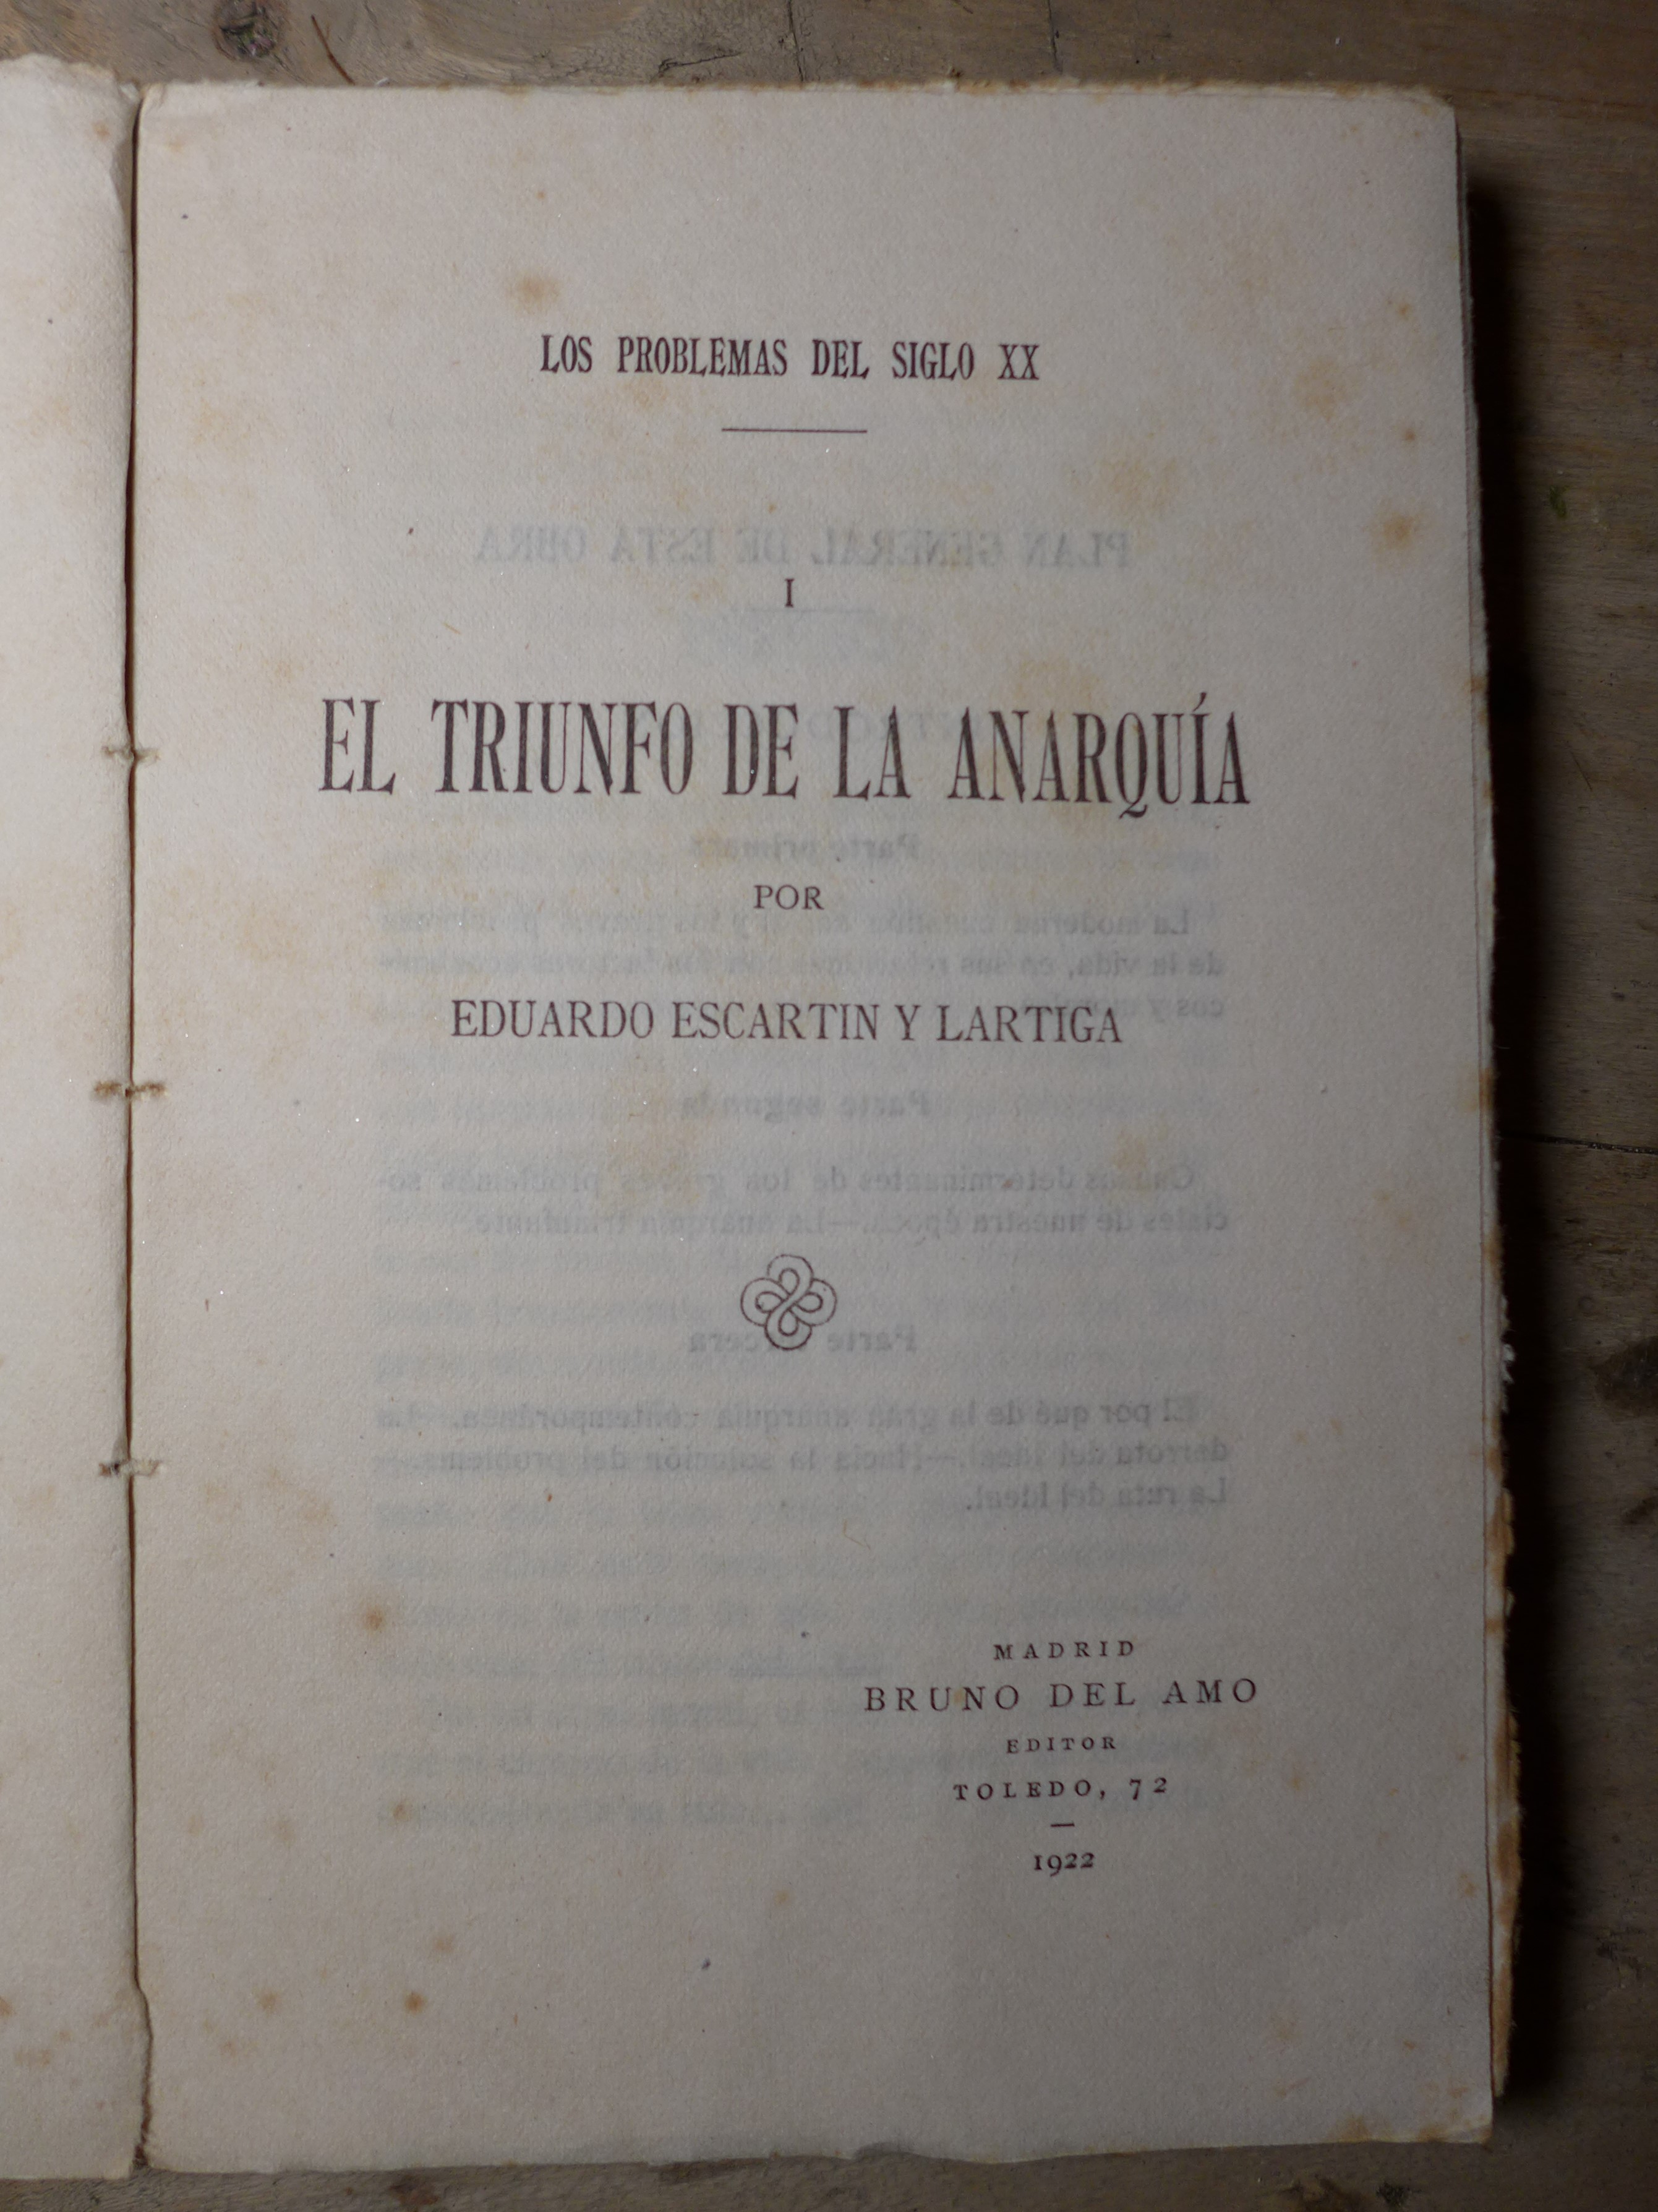 LOS PROBLEMAS DEL SIGLO XX
I
EL TRIUNFO DE LA ANARQUÍA
POR
EDUARDO ESCARTIN Y LARTIGA
MADRID
BRUNO DEL AMO
EDITOR
TOLEDO, 72
1922